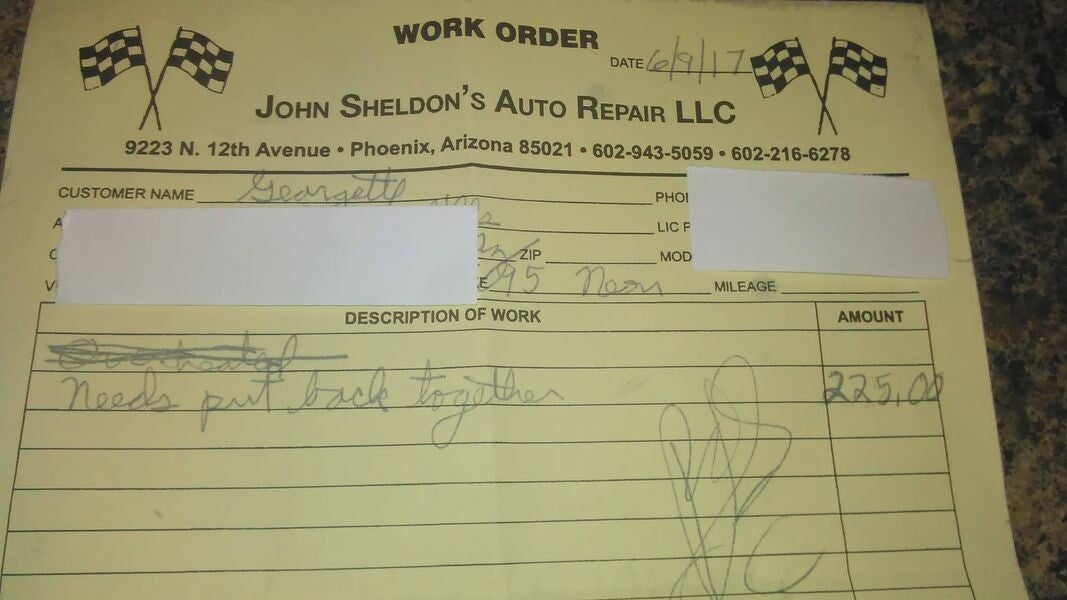 WORK ORDER
DATE 6/9/17
JOHN SHELDON'S AUTO REPAIR LLC
9223 N. 12th Avenue • Phoenix, Arizona 85021 • 602-943-5059 • 602-216-6278
CUSTOMER NAME Georgette PHO
LIC P
ZIP MOD
95 Neon MILEAGE
DESCRIPTION OF WORK AMOUNT
Overheated
Needs put back together 225.00